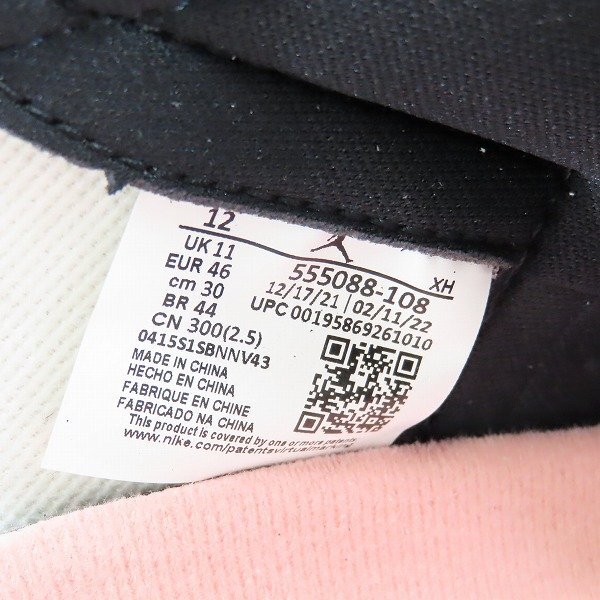 12
UK 11
EUR 46
cm 30
BR 44
CN 300(2.5)
XH
555088-108
12/17/21 | 02/11/22
UPC 00195869261010
0415S1SBNNV43
MADE IN CHINA
HECHO EN CHINA
FABRIQUE EN CHINE
FABRICADO NA CHINA
This product is covered by one or more patents
www.nike.com/patentsvirtualmarking